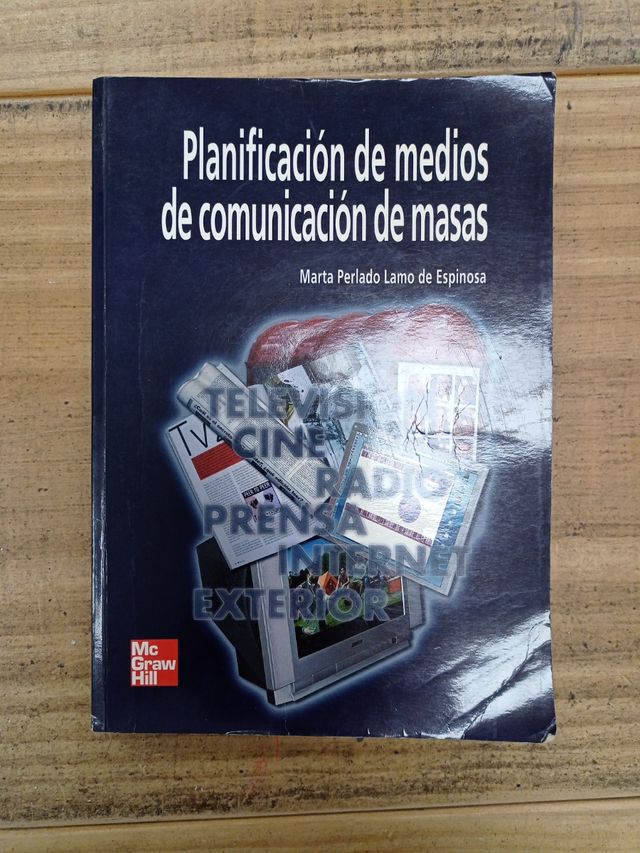 Planificación de medios
de comunicación de masas
Marta Perlado Lamo de Espinosa
CINE
RADIO
PRENSA
INTERNET
EXTERIOR
Mc
Graw
Hill